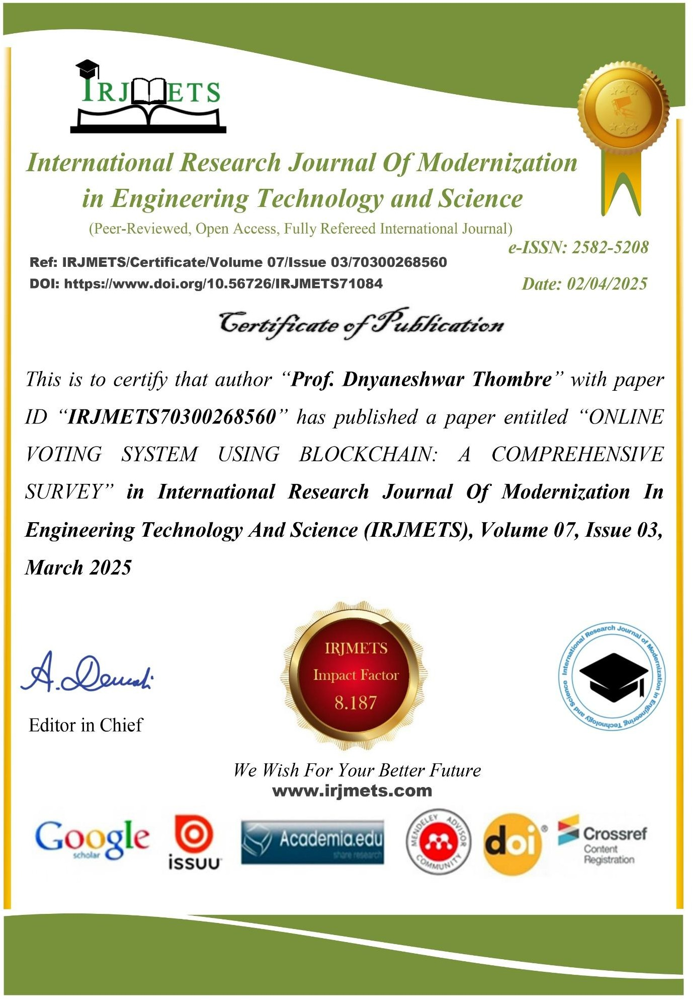 IRJMETS
International Research Journal Of Modernization
in Engineering Technology and Science
(Peer-Reviewed, Open Access, Fully Refereed International Journal)
e-ISSN: 2582-5208
Ref: IRJMETS/Certificate/Volume 07/Issue 03/70300268560
DOI: https://www.doi.org/10.56726/IRJMETS71084
Date: 02/04/2025
Certificate of Publication
This is to certify that author “Prof. Dnyaneshwar Thombre” with paper
ID “IRJMETS70300268560” has published a paper entitled “ONLINE
VOTING SYSTEM USING BLOCKCHAIN: A COMPREHENSIVE
SURVEY” in International Research Journal Of Modernization In
Engineering Technology And Science (IRJMETS), Volume 07, Issue 03,
March 2025
IRJMETS
Impact Factor
8.187
International Research Journal of Modernization in Engineering Technology and Science
A.
Editor in Chief
We Wish For Your Better Future
www.irjmets.com
Google
scholar
issuu
Academia.edu
share research
MENDELEY ADVISOR
COMMUNITY
doi®
Crossref
Content
Registration